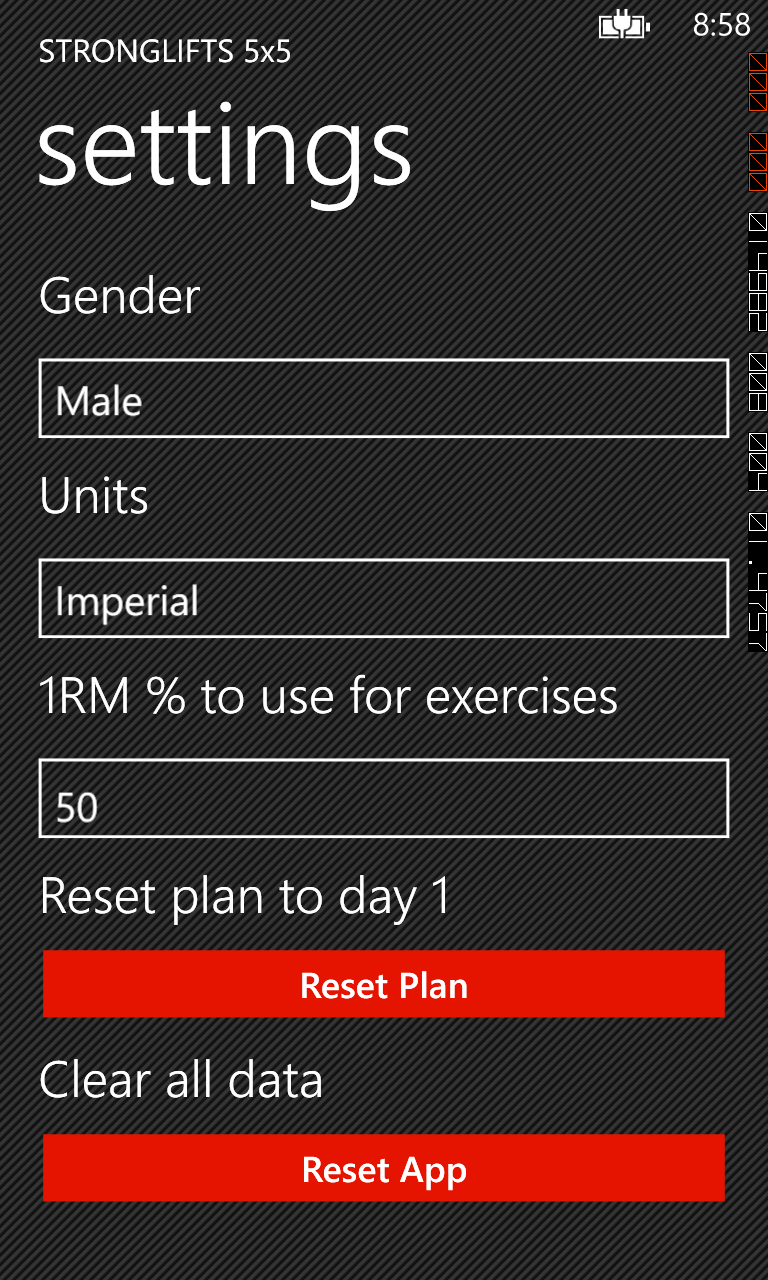 8:58
STRONGLIFTS 5x5
settings
Gender
Male
Units
Imperial
1RM % to use for exercises
50
Reset plan to day 1
Reset Plan
Clear all data
Reset App